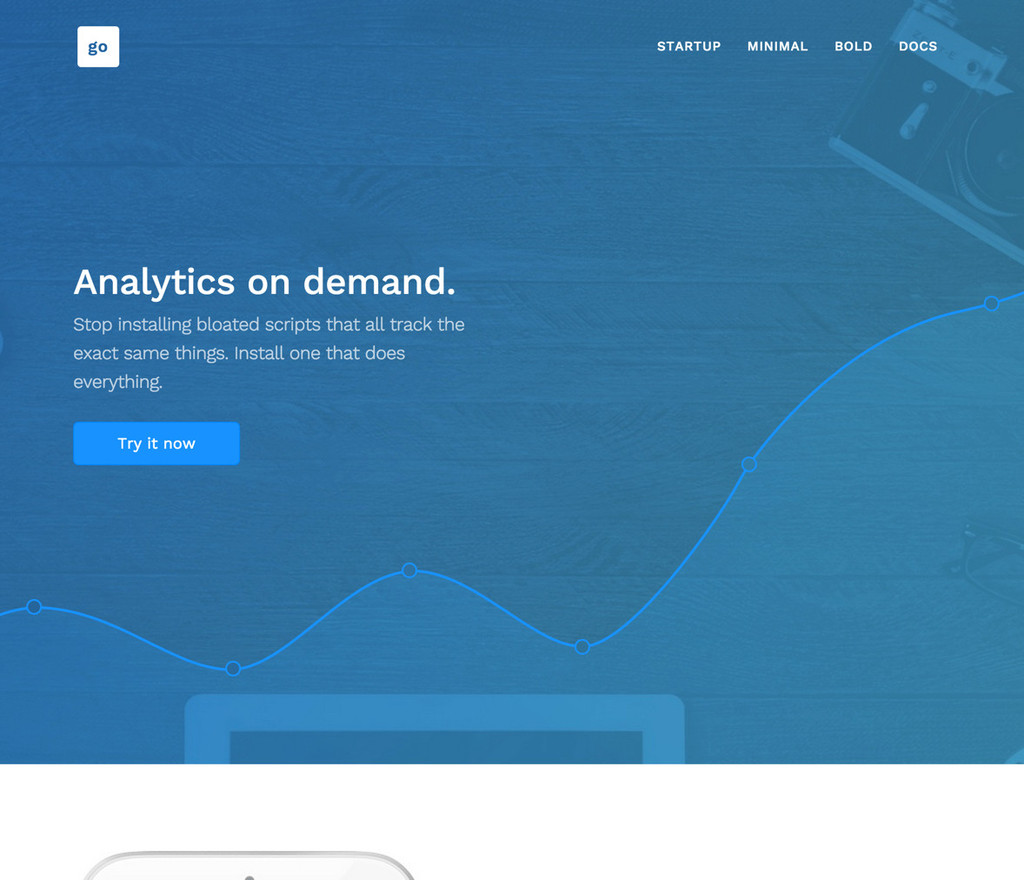 go
STARTUP MINIMAL BOLD DOCS
Analytics on demand.
Stop installing bloated scripts that all track the
exact same things. Install one that does
everything.
Try it now